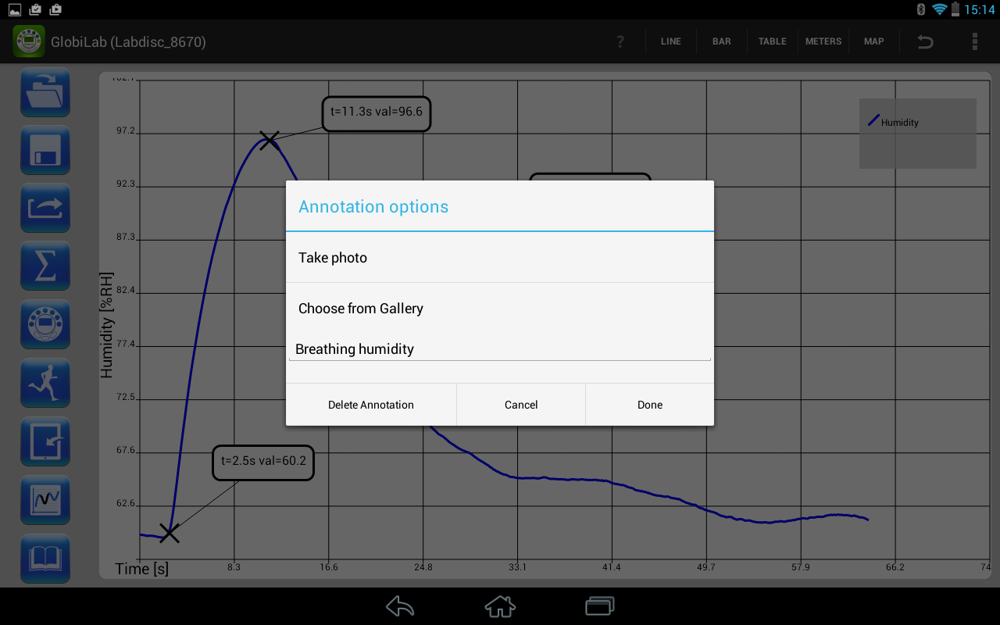 15:14
GlobiLab (Labdisc_8670)
?
LINE
BAR
TABLE
METERS
MAP
102.1
t=11.3s val=96.6
97.2
Humidity
92.3
Annotation options
87.3
Take photo
82.4
Choose from Gallery
Humidity [%RH]
77.4
Breathing humidity
72.5
Delete Annotation
Cancel
Done
67.6
t=2.5s val=60.2
62.6
Time [s]
8.3
16.6
24.8
33.1
41.4
49.7
57.9
66.2
74